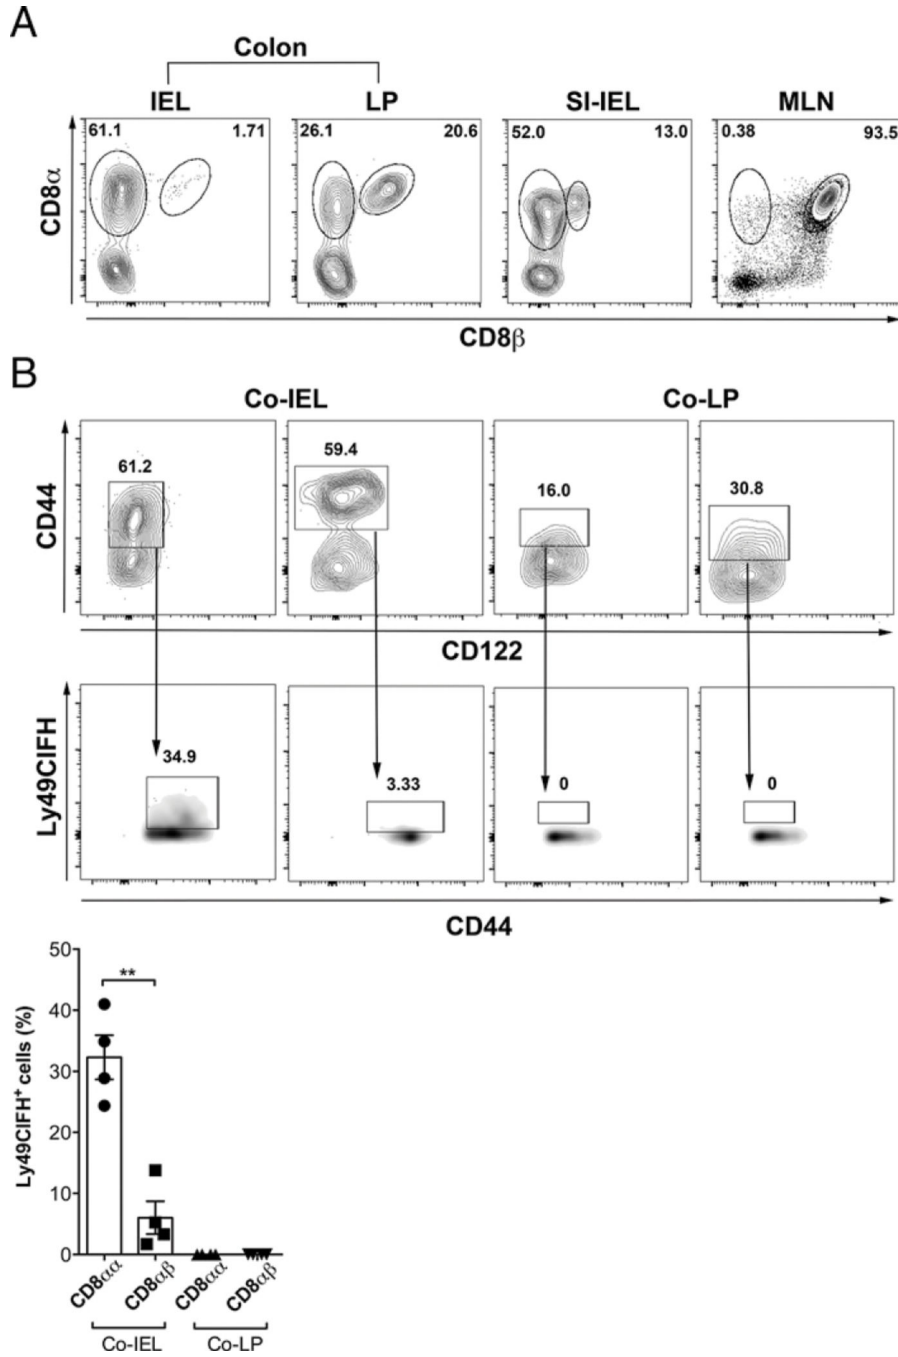 A
Colon
IEL LP SI-IEL MLN
61.1 1.71 26.1 20.6 52.0 13.0 0.38 93.5
CD8α
CD8β
B
Co-IEL Co-LP
61.2 59.4 16.0 30.8
CD44
CD122
34.9 3.33 0 0
Ly49CIFH
CD44
50
**
40
30
20
10
0
Ly49CIFH+ cells (%)
CD8αα CD8αβ CD8αα CD8αβ
Co-IEL Co-LP